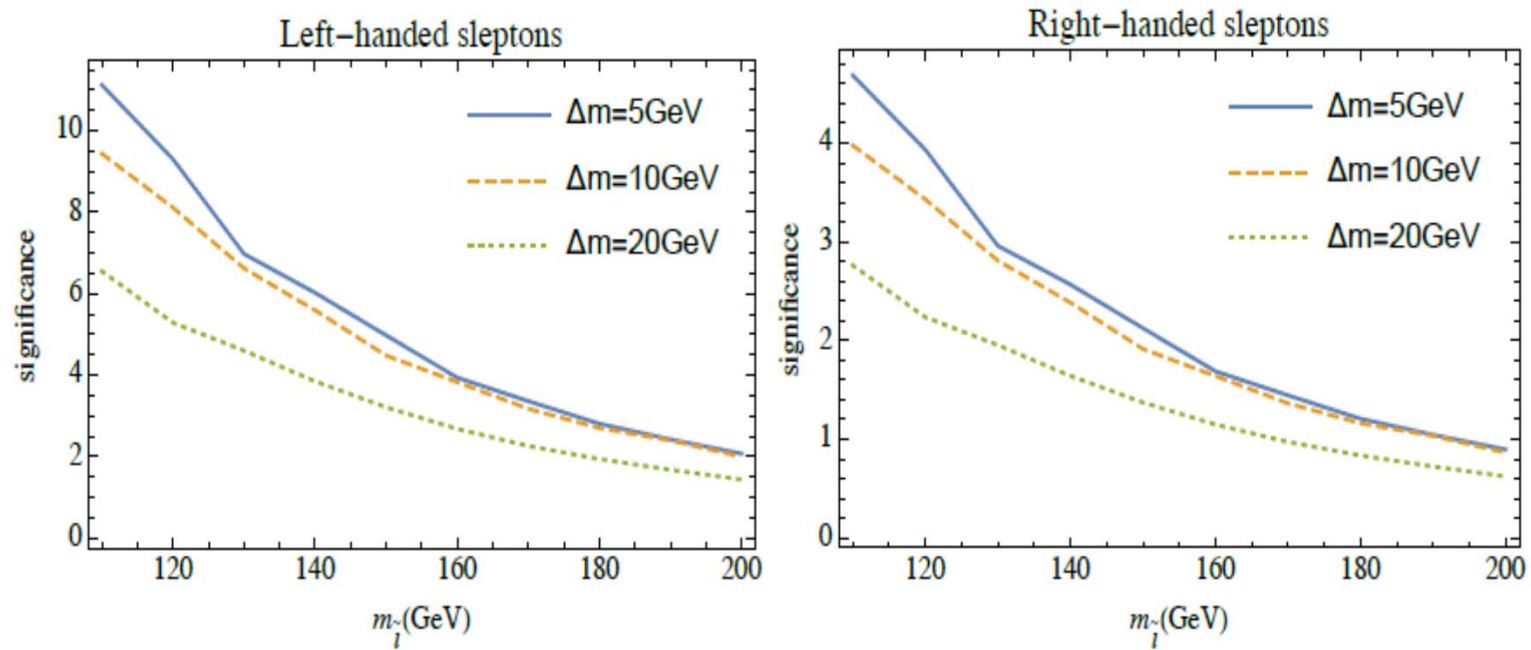 Left-handed sleptons
Δm=5GeV
Δm=10GeV
Δm=20GeV
significance
10
8
6
4
2
0
120 140 160 180 200
m_l̃(GeV)
Right-handed sleptons
Δm=5GeV
Δm=10GeV
Δm=20GeV
significance
4
3
2
1
0
120 140 160 180 200
m_l̃(GeV)